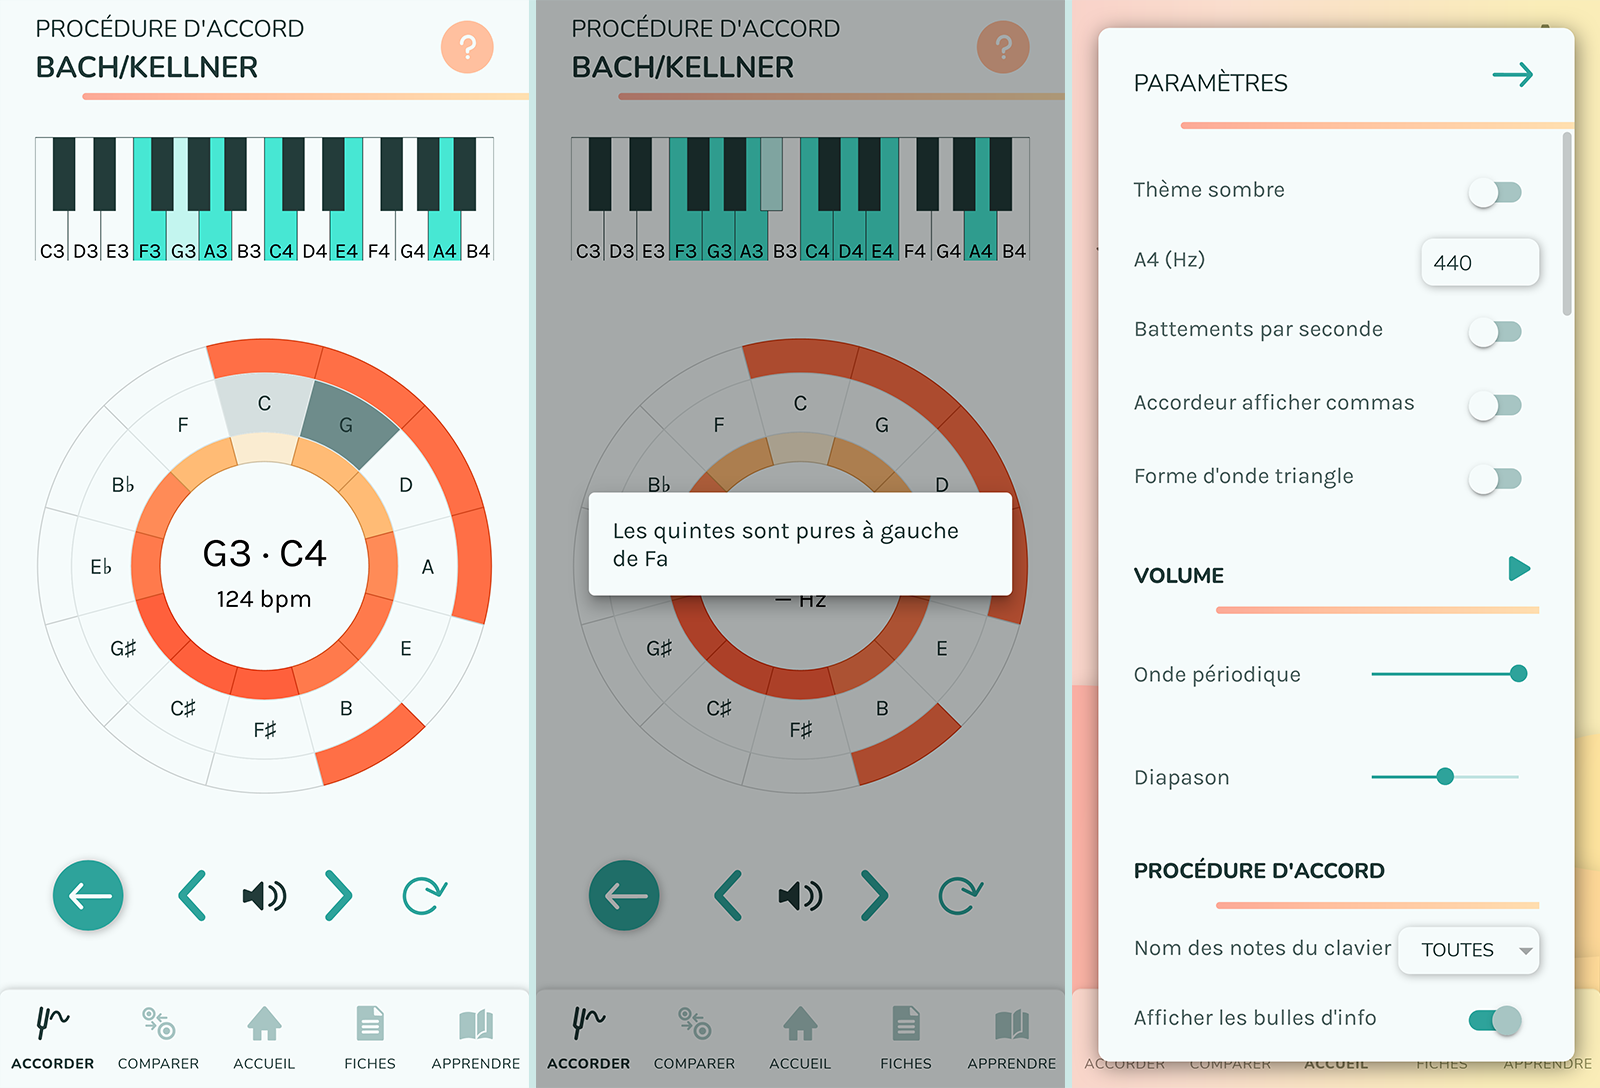 PROCÉDURE D'ACCORD
BACH/KELLNER
?
C3 D3 E3 F3 G3 A3 B3 C4 D4 E4 F4 G4 A4 B4
C
F
G
B♭
D
E♭
A
G♯
E
C♯
B
F♯
G3 · C4
124 bpm
ACCORDER
COMPARER
ACCUEIL
FICHES
APPRENDRE
PROCÉDURE D'ACCORD
BACH/KELLNER
?
C3 D3 E3 F3 G3 A3 B3 C4 D4 E4 F4 G4 A4 B4
C
F
G
B♭
D
Les quintes sont pures à gauche
de Fa
— Hz
G♯
E
C♯
B
F♯
ACCORDER
COMPARER
ACCUEIL
FICHES
APPRENDRE
PARAMÈTRES
Thème sombre
A4 (Hz)
440
Battements par seconde
Accordeur afficher commas
Forme d'onde triangle
VOLUME
Onde périodique
Diapason
PROCÉDURE D'ACCORD
Nom des notes du clavier
TOUTES
Afficher les bulles d'info
ACCORDER
COMPARER
ACCUEIL
FICHES
APPRENDRE